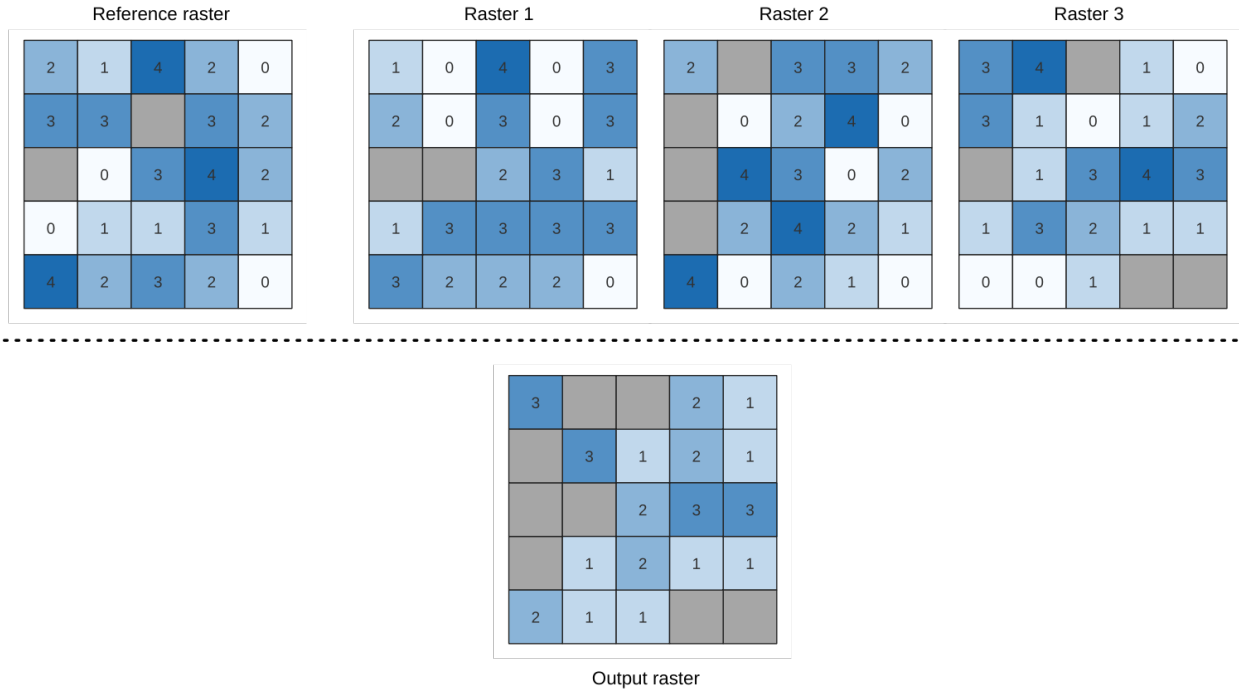 Reference raster Raster 1 Raster 2 Raster 3
2 1 4 2 0 1 0 4 0 3 2 3 3 2 3 4 1 0
3 3 3 2 2 0 3 0 3 0 2 4 0 3 1 0 1 2
0 3 4 2 2 3 1 4 3 0 2 1 3 4 3
0 1 1 3 1 1 3 3 3 3 2 4 2 1 1 3 2 1 1
4 2 3 2 0 3 2 2 2 0 4 0 2 1 0 0 0 1
3 2 1
3 1 2 1
2 3 3
1 2 1 1
2 1 1
Output raster